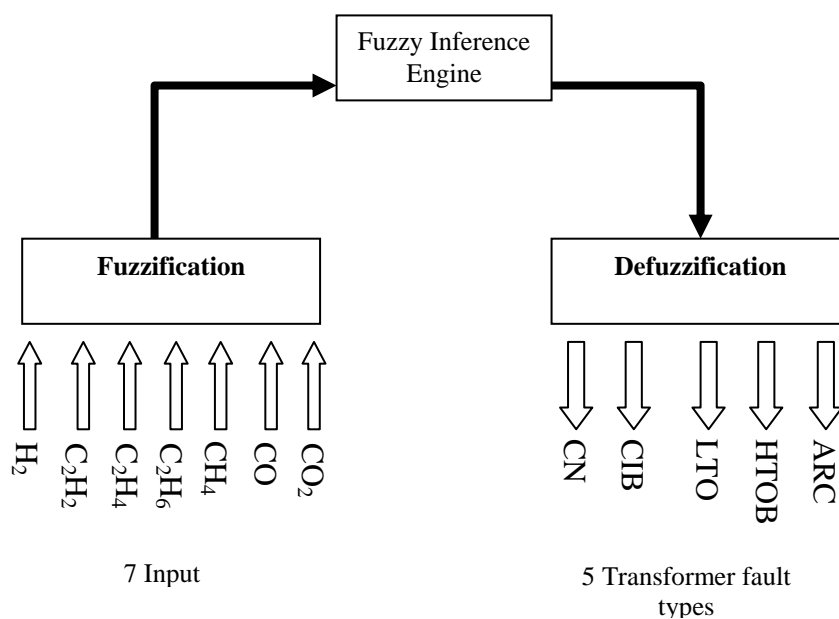 Fuzzy Inference
Engine
Fuzzification
Defuzzification
H₂
C₂H₂
C₂H₄
C₂H₆
CH₄
CO
CO₂
CN
CIB
LTO
HTOB
ARC
7 Input
5 Transformer fault
types